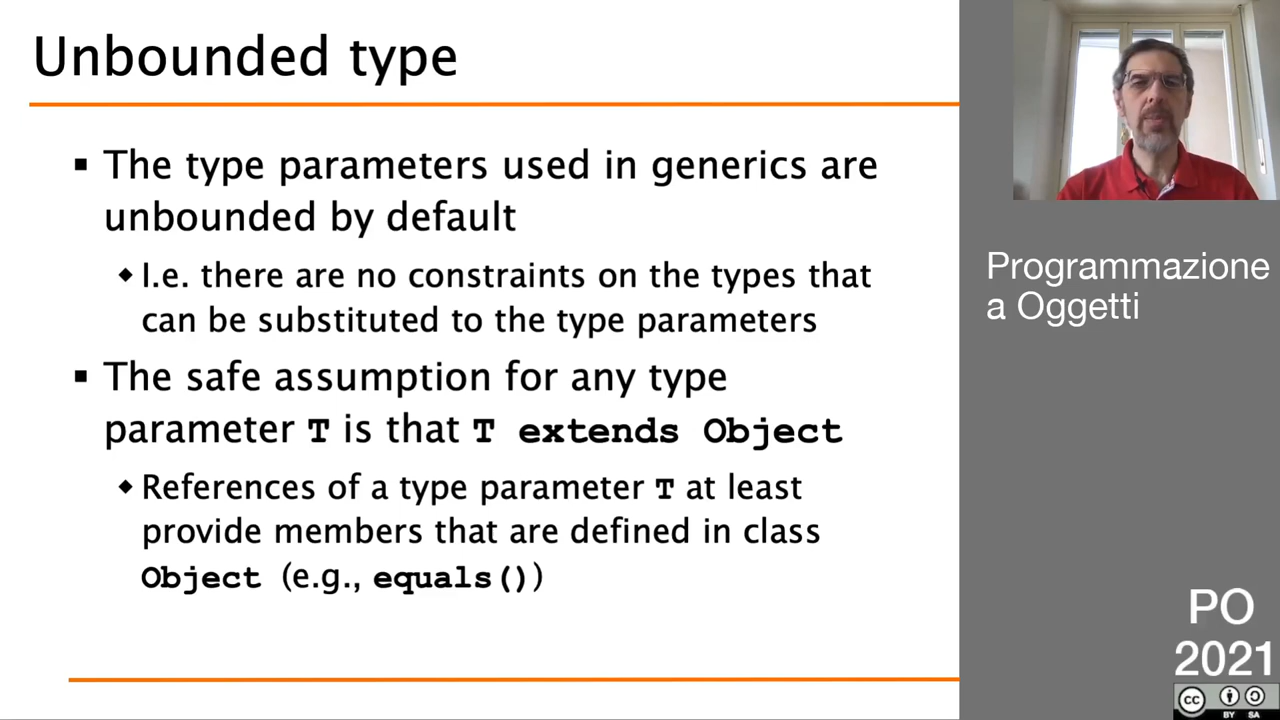 Unbounded type
▪ The type parameters used in generics are
unbounded by default
◆ I.e. there are no constraints on the types that
can be substituted to the type parameters
▪ The safe assumption for any type
parameter T is that T extends Object
◆ References of a type parameter T at least
provide members that are defined in class
Object (e.g., equals())
Programmazione
a Oggetti
PO
2021
CC BY SA